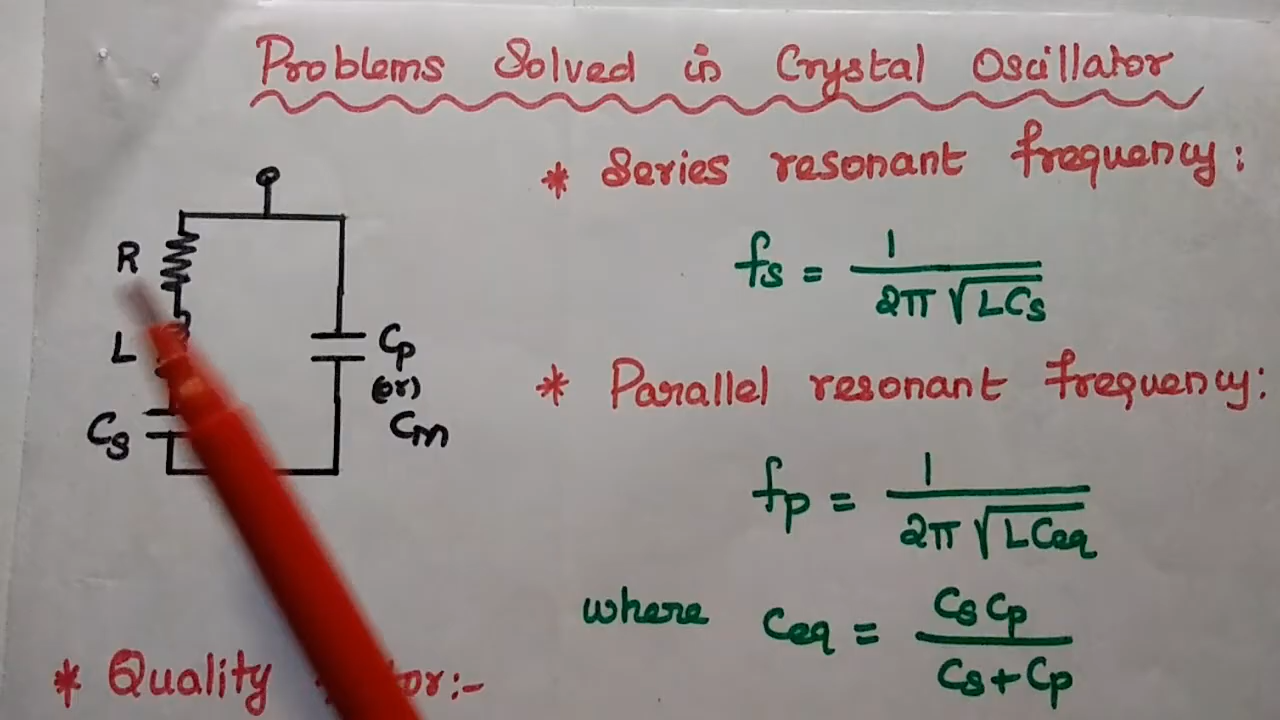 Problems Solved in Crystal Oscillator
* Series resonant frequency:
fs = 1 / 2π √LCs
* Parallel resonant frequency:
fp = 1 / 2π √LCeq
where Ceq = CsCp / Cs+Cp
R
L
Cs
Cp
(or)
Cm
* Quality